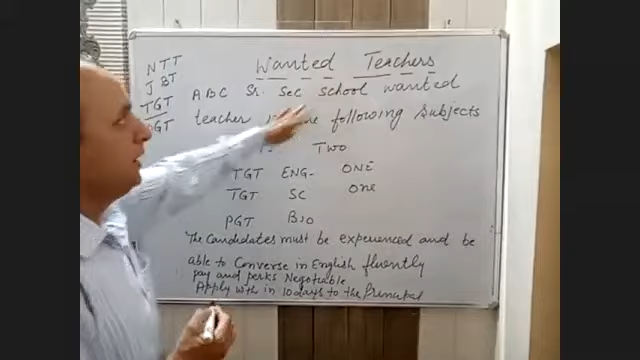 NTT
J BT
TGT
PGT
Wanted Teachers
ABC Sr. Sec school wanted
teacher following subjects
Two
TGT ENG- ONE
TGT SC One
PGT BIO
The Candidates must be experienced and be
able to Converse in English fluently
pay and perks Negotiable
Apply with in 10 days to the